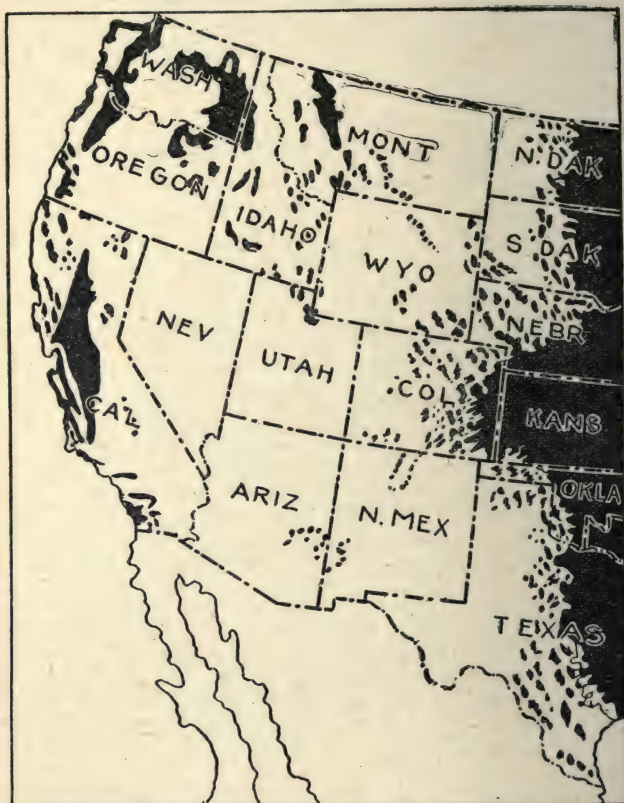 WASH
MONT
N. DAK
OREGON
IDAHO
S. DAK
WYO
NEBR
NEV
UTAH
COL
CAL
KANS
OKLA
ARIZ
N. MEX
TEXAS